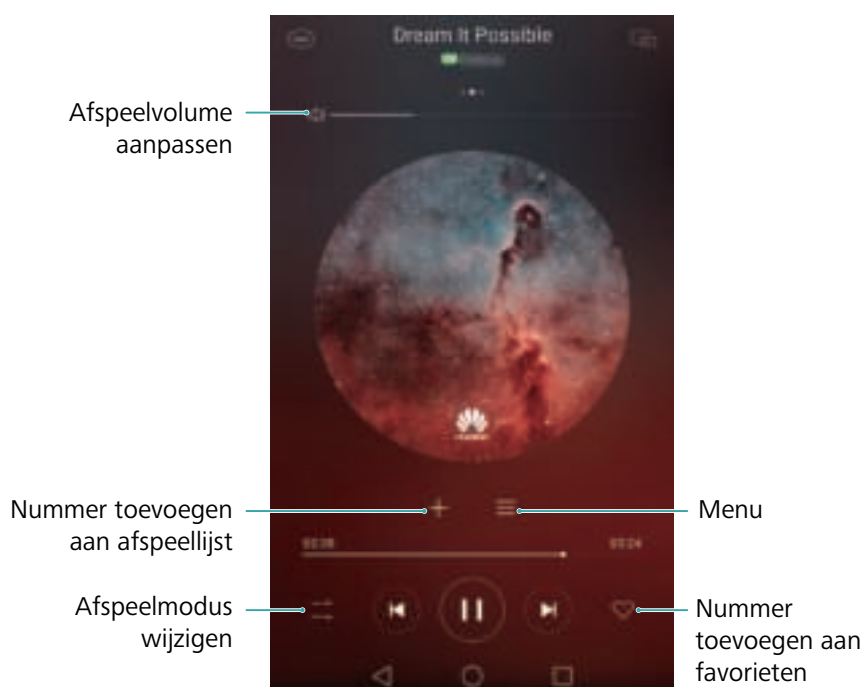 Dream It Possible
Afspeelvolume
aanpassen
Nummer toevoegen
aan afspeellijst
Menu
Afspeelmodus
wijzigen
Nummer
toevoegen aan
favorieten